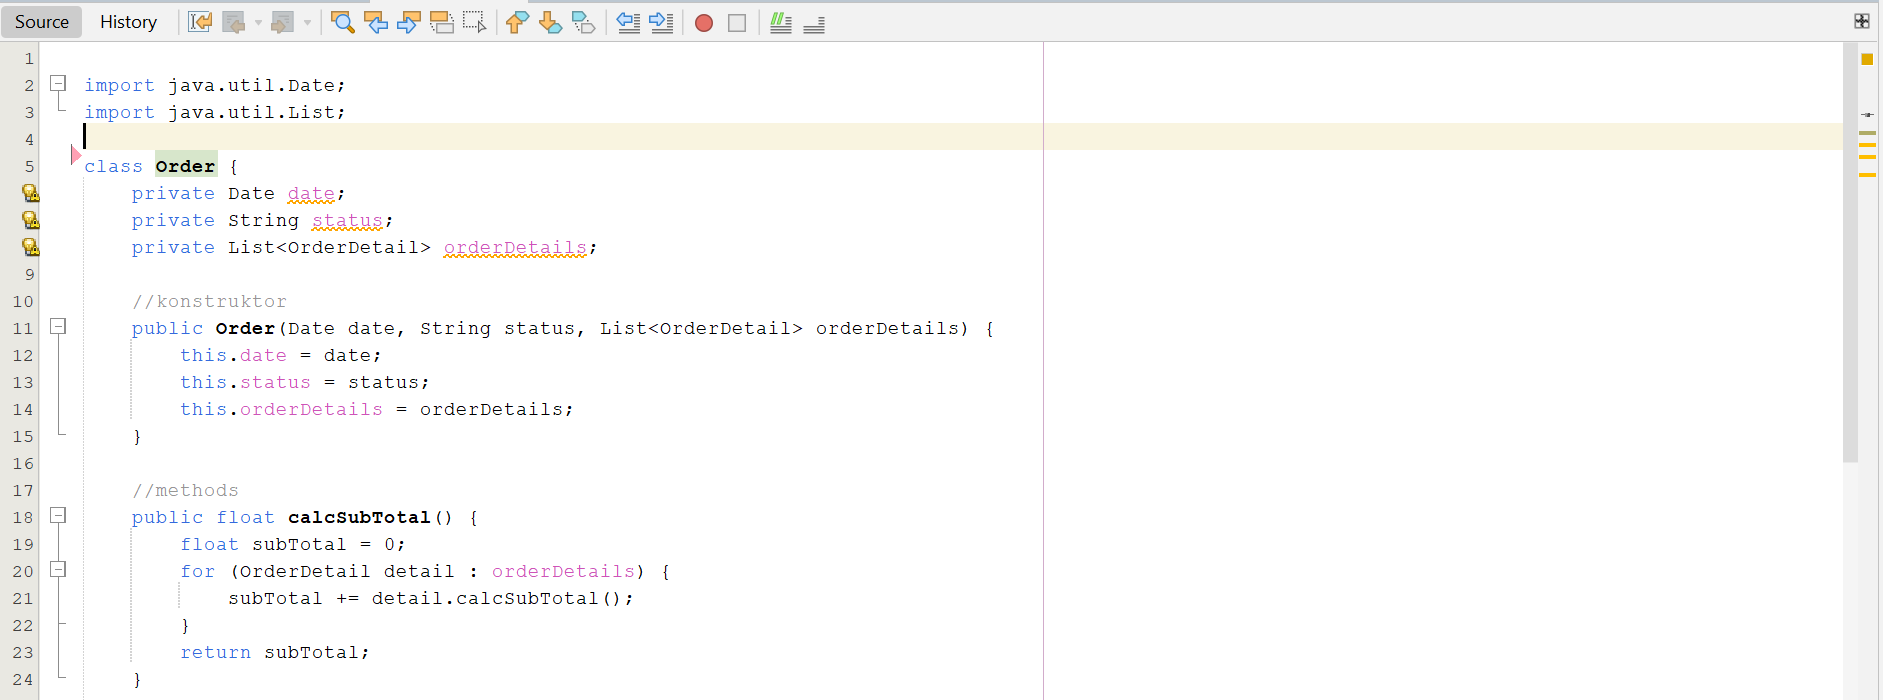 Source History
1
2 import java.util.Date;
3 import java.util.List;
4
5 class Order {
private Date date;
private String status;
private List<OrderDetail> orderDetails;
9
10 //konstruktor
11 public Order(Date date, String status, List<OrderDetail> orderDetails) {
12 this.date = date;
13 this.status = status;
14 this.orderDetails = orderDetails;
15 }
16
17 //methods
18 public float calcSubTotal() {
19 float subTotal = 0;
20 for (OrderDetail detail : orderDetails) {
21 subTotal += detail.calcSubTotal();
22 }
23 return subTotal;
24 }